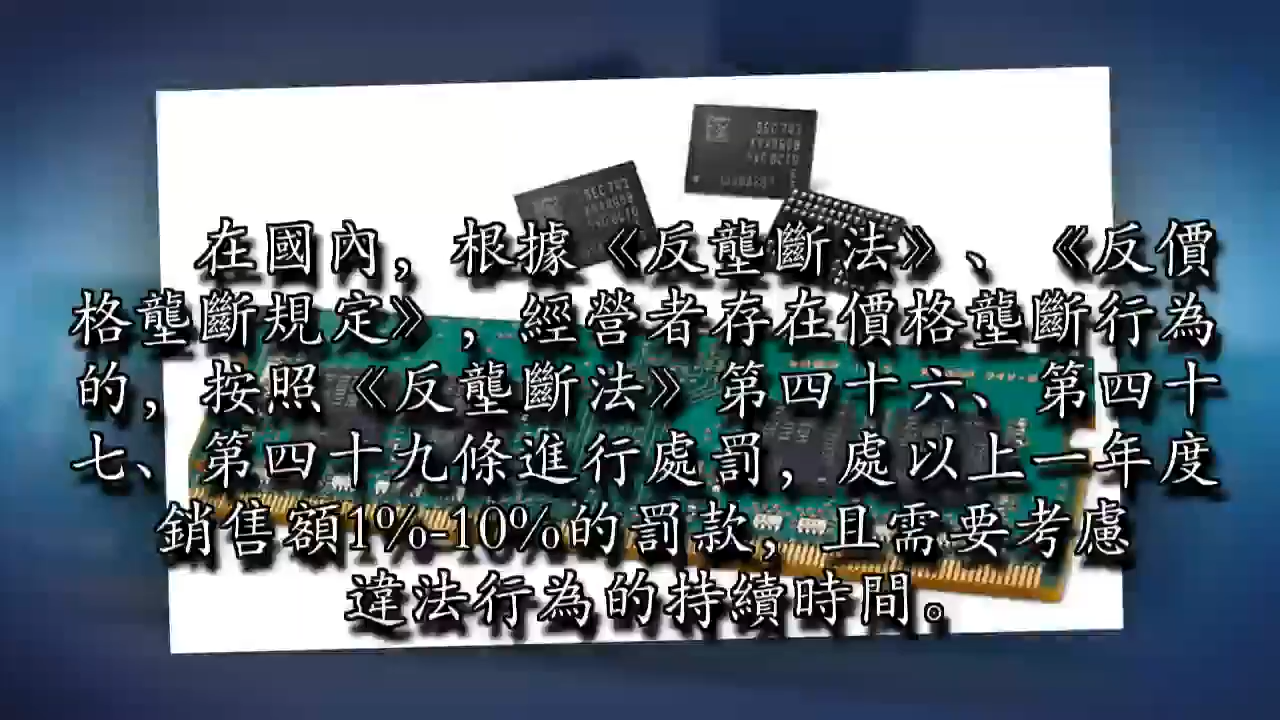 SEC 743
SEC 743
在國內，根據《反壟斷法》、《反價
格壟斷規定》，經營者存在價格壟斷行為
的，按照《反壟斷法》第四十六、第四十
七、第四十九條進行處罰，處以上一年度
銷售額1%-10%的罰款，且需要考慮
違法行為的持續時間。